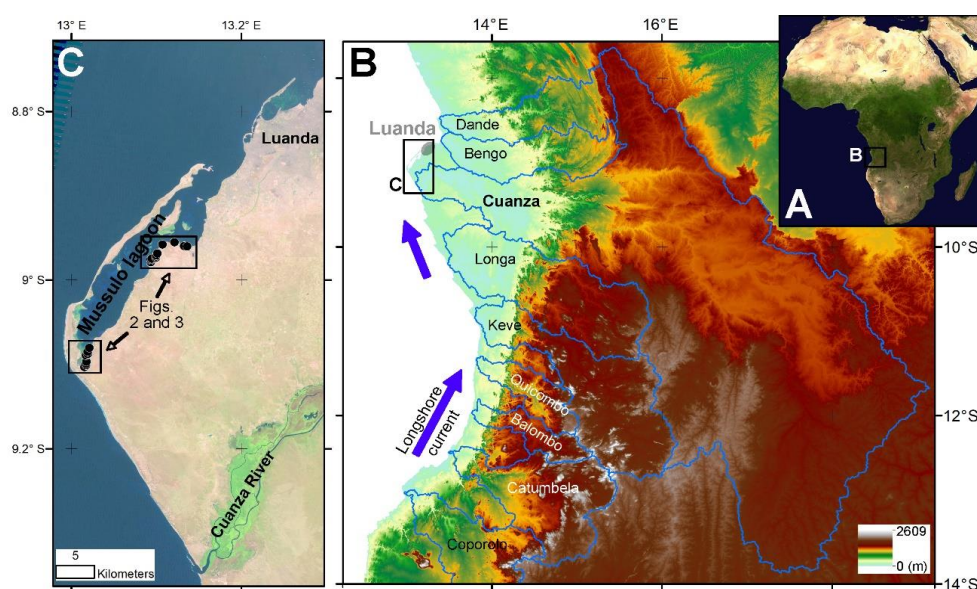 13° E
13.2° E
C
Luanda
8.8° S
Mussulo lagoon
9° S
Figs.
2 and 3
9.2° S
Cuanza River
5
Kilometers
14° E
16° E
B
Dande
Luanda
Bengo
C
Cuanza
Longa
10° S
Keve
Quicombo
Longshore
current
Balombo
12° S
Catumbela
Coporolo
2609
0 (m)
14° S
B
A